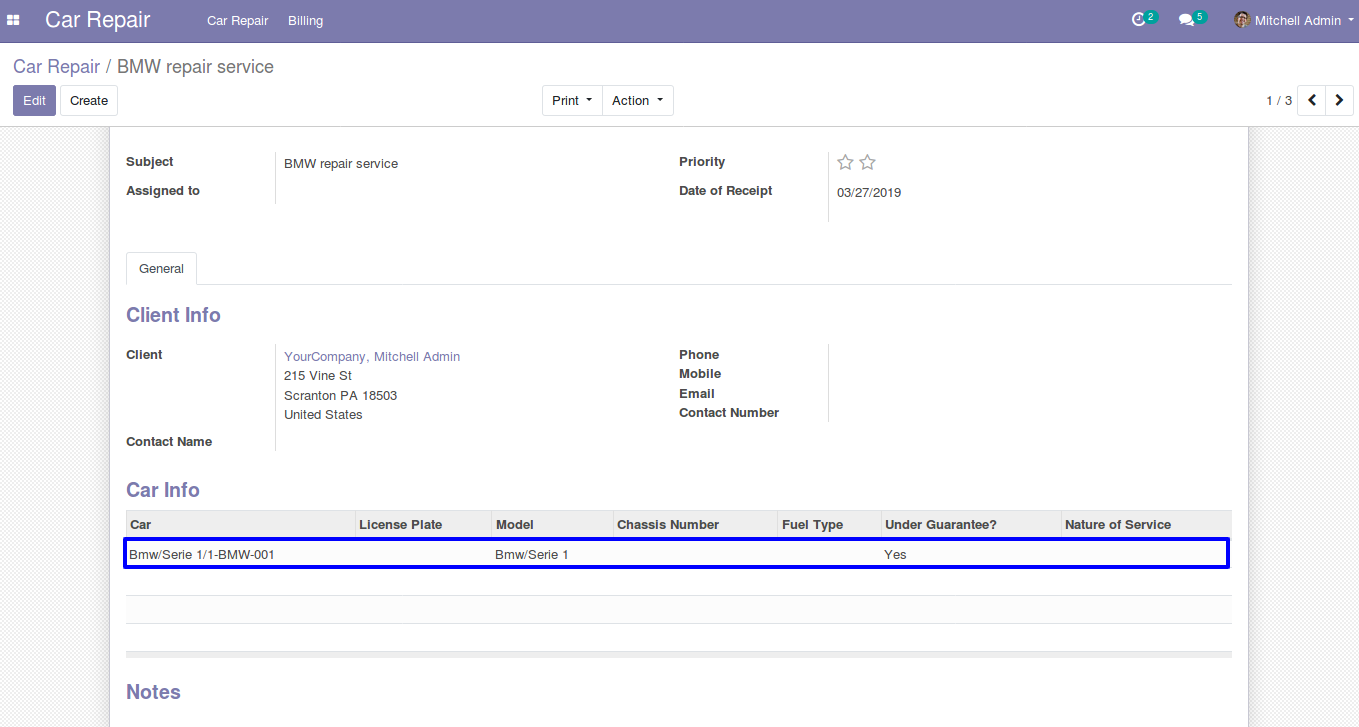 Car Repair Car Repair Billing 2 5 Mitchell Admin
Car Repair / BMW repair service
Edit Create Print Action 1 / 3
Subject BMW repair service Priority
Assigned to Date of Receipt 03/27/2019
General
Client Info
Client YourCompany, Mitchell Admin Phone
215 Vine St Mobile
Scranton PA 18503 Email
United States Contact Number
Contact Name
Car Info
Car License Plate Model Chassis Number Fuel Type Under Guarantee? Nature of Service
Bmw/Serie 1/1-BMW-001 Bmw/Serie 1 Yes
Notes